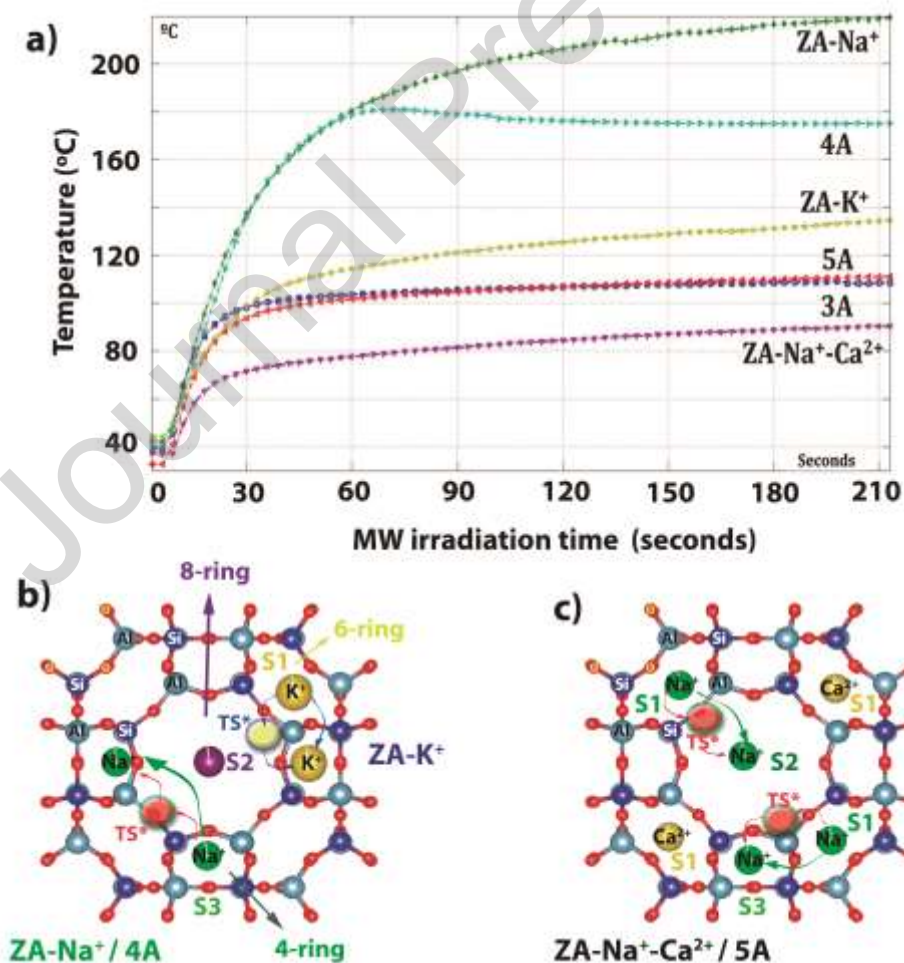 Journal Pre
a)
ºC
Temperature (ºC)
200
160
120
80
40
ZA-Na⁺
4A
ZA-K⁺
5A
3A
ZA-Na⁺-Ca²⁺
Seconds
0 30 60 90 120 150 180 210
MW irradiation time (seconds)
b)
8-ring
6-ring
Al Si
S1
Si Al K⁺
TS*
Al Si
Na S2 K⁺ ZA-K⁺
TS*
Na⁺
S3
4-ring
ZA-Na⁺ / 4A
c)
Al Si
Si Na⁺ Al Ca²⁺
S1 S1
Al Si TS*
Na⁺ S2
TS*
Ca²⁺ Na⁺ S1
S1 Na⁺
S3
ZA-Na⁺-Ca²⁺ / 5A